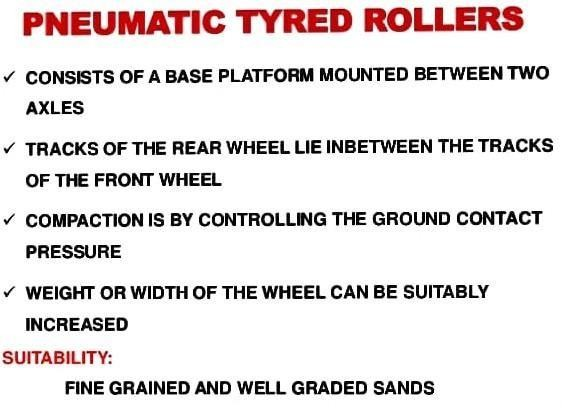 PNEUMATIC TYRED ROLLERS
✓ CONSISTS OF A BASE PLATFORM MOUNTED BETWEEN TWO
AXLES
✓ TRACKS OF THE REAR WHEEL LIE INBETWEEN THE TRACKS
OF THE FRONT WHEEL
✓ COMPACTION IS BY CONTROLLING THE GROUND CONTACT
PRESSURE
✓ WEIGHT OR WIDTH OF THE WHEEL CAN BE SUITABLY
INCREASED
SUITABILITY:
FINE GRAINED AND WELL GRADED SANDS